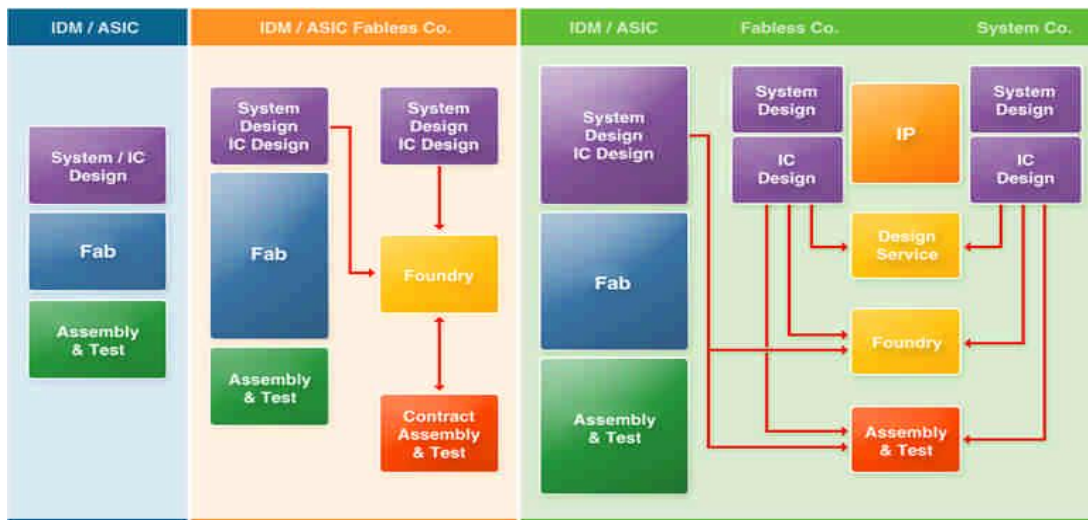 IDM / ASIC
IDM / ASIC Fabless Co.
IDM / ASIC
Fabless Co.
System Co.
System / IC
Design
Fab
Assembly
& Test
System
Design
IC Design
Fab
Assembly
& Test
System
Design
IC Design
Foundry
Contract
Assembly
& Test
System
Design
IC Design
Fab
Assembly
& Test
System
Design
IC
Design
IP
Design
Service
Foundry
Assembly
& Test
System
Design
IC
Design